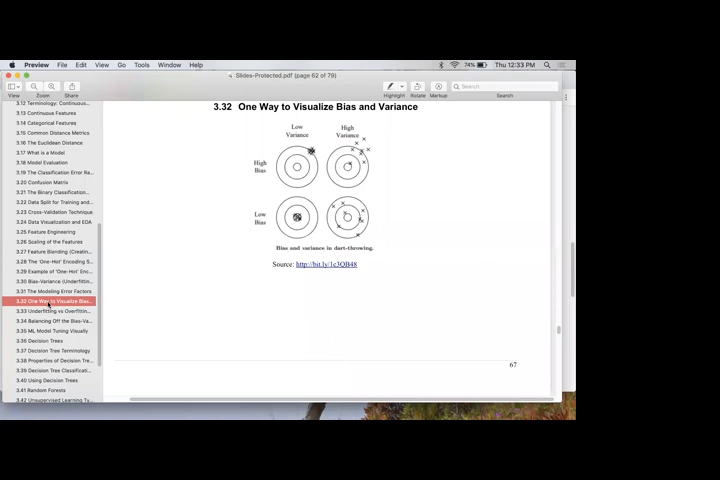 Preview File Edit View Go Tools Window Help
74% Thu 12:33 PM
Slides-Protected.pdf (page 62 of 79)
Search
View Zoom Share Highlight Rotate Markup Search
3.12 Terminology: Continuous...
3.13 Continuous Features
3.14 Categorical Features
3.15 Common Distance Metrics
3.16 The Euclidean Distance
3.17 What is a Model
3.18 Model Evaluation
3.19 The Classification Error Ra...
3.20 Confusion Matrix
3.21 The Binary Classification...
3.22 Data Split for Training and...
3.23 Cross-Validation Technique
3.24 Data Visualization and EDA
3.25 Feature Engineering
3.26 Scaling of the Features
3.27 Feature Blending (Creatin...
3.28 The 'One-Hot' Encoding S...
3.29 Example of 'One-Hot' Enc...
3.30 Bias-Variance (Underfittin...
3.31 The Modeling Error Factors
3.32 One Way to Visualize Bias...
3.33 Underfitting vs Overfittin...
3.34 Balancing Off the Bias-Va...
3.35 ML Model Tuning Visually
3.36 Decision Trees
3.37 Decision Tree Terminology
3.38 Properties of Decision Tre...
3.39 Decision Tree Classificati...
3.40 Using Decision Trees
3.41 Random Forests
3.42 Unsupervised Learning Ty...
3.32 One Way to Visualize Bias and Variance
Low Variance
High Variance
High Bias
Low Bias
Bias and variance in dart-throwing.
Source: http://bit.ly/1c3QB48
67